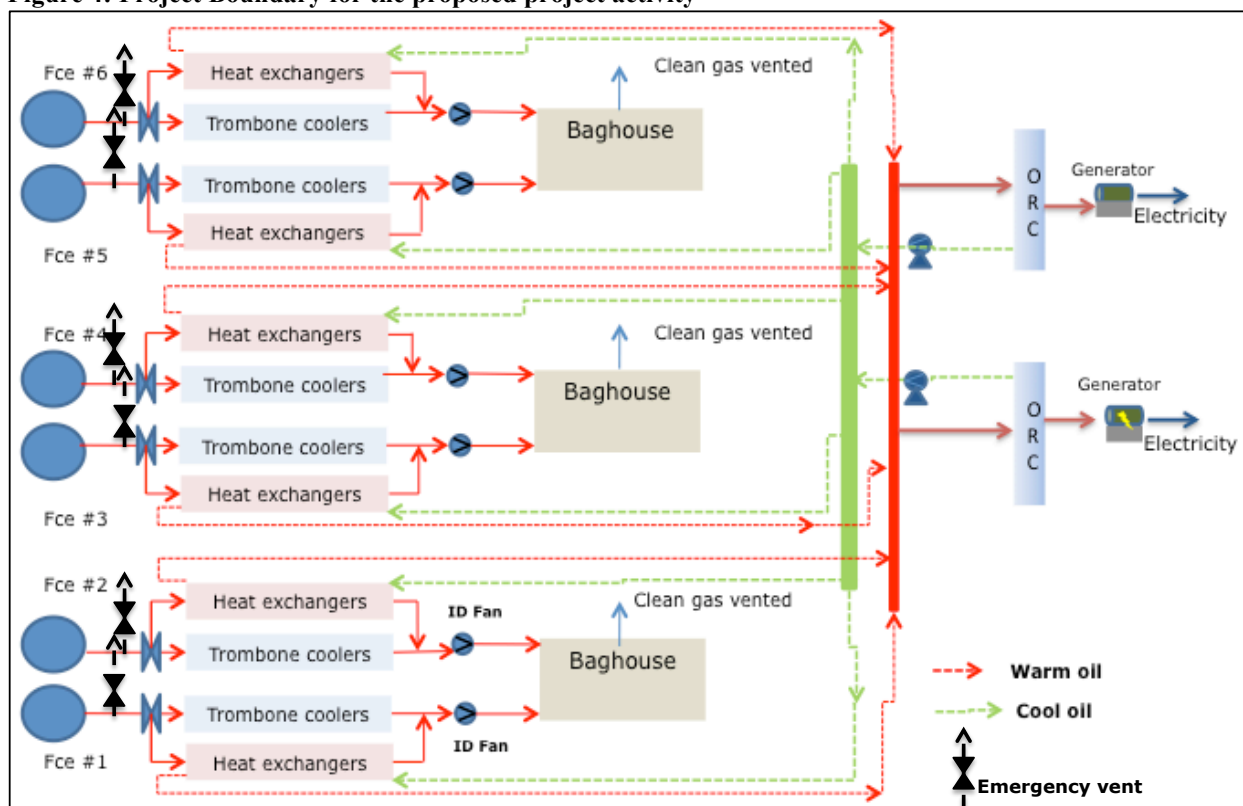 Figure 4: Project Boundary for the proposed project activity
Fce #6
Heat exchangers
Clean gas vented
Trombone coolers
Baghouse
Trombone coolers
Heat exchangers
Fce #5
O
R
C
Generator
Electricity
Fce #4
Heat exchangers
Clean gas vented
Trombone coolers
Baghouse
Trombone coolers
Heat exchangers
Fce #3
O
R
C
Generator
Electricity
Fce #2
Heat exchangers
ID Fan
Clean gas vented
Trombone coolers
Baghouse
Trombone coolers
ID Fan
Heat exchangers
Fce #1
Warm oil
Cool oil
Emergency vent